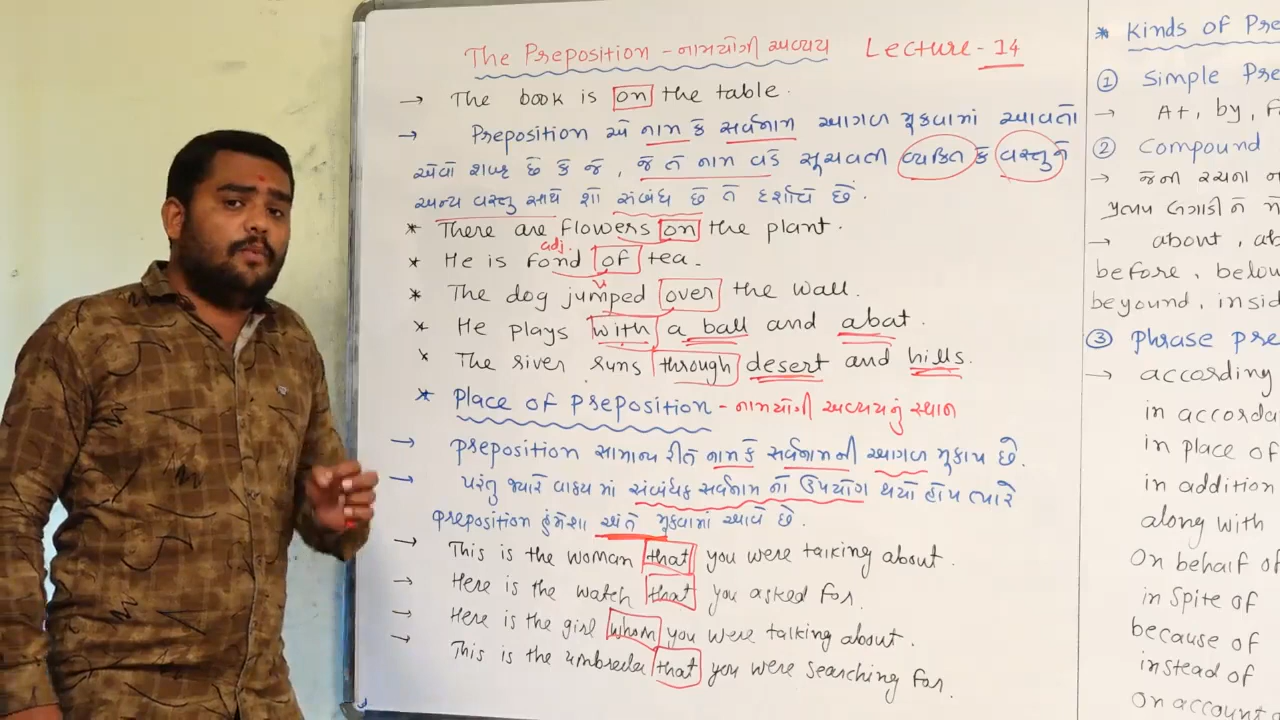 The Preposition - નામયોગી અવ્યય Lecture - 14
→ The book is on the table.
→ Preposition એ નામ કે સર્વનામ આગળ મૂકવામાં આવતો
એવો શબ્દ છે કે જે, જે તે નામ વડે સૂચવતી વ્યકિત કે વસ્તુને
અન્ય વસ્તુ સાથે શો સંબંધ છે તે દર્શાવે છે.
* There are flowers on the plant.
adj.
* He is fond of tea.
v
* The dog jumped over the wall.
* He plays with a ball and abat.
* The river runs through desert and hills.
* Place of preposition - નામયોગી અવ્યયનું સ્થાન
→ preposition સામાન્ય રીતે નામ કે સર્વનામની આગળ મૂકાય છે.
→ પરંતુ જ્યારે વાક્ય માં સંબંધક સર્વનામ નો ઉપયોગ થયો હોય ત્યારે
preposition હંમેશા અંતે મૂકવામાં આવે છે.
→ This is the woman that you were talking about.
→ Here is the watch that you asked for.
→ Here is the girl whom you were talking about.
→ This is the umbrella that you were searching for.
* Kinds of Pre
① Simple Pre
→ At, by, F
② Compound
→ જેની રચના
about, ab
before, below
beyound, insid
③ Phrase pre
→ according
in accorda
in place of
in addition
along with
On behalf of
in Spite of
because of
instead of
On account